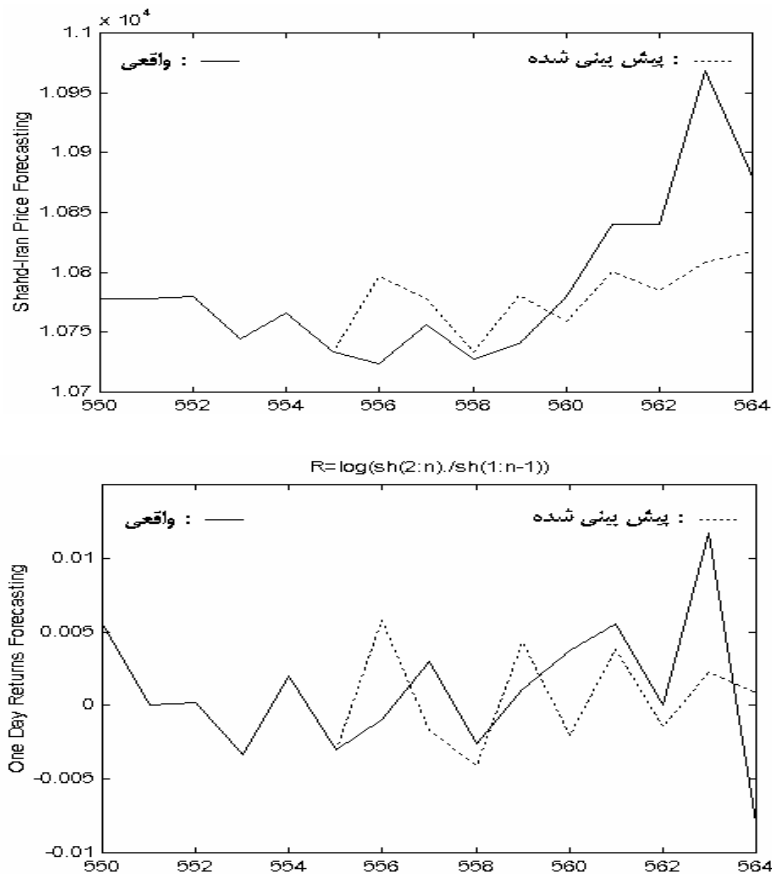 × 10⁴
1.1
واقعی :
پیش پینی شده :
1.095
1.09
1.085
1.08
1.075
1.07
Shahd-Iran Price Forecasting
550 552 554 556 558 560 562 564
R=log(sh(2:n)./sh(1:n-1))
واقعی :
پیش پینی شده :
0.01
0.005
0
-0.005
-0.01
One Day Returns Forecasting
550 552 554 556 558 560 562 564